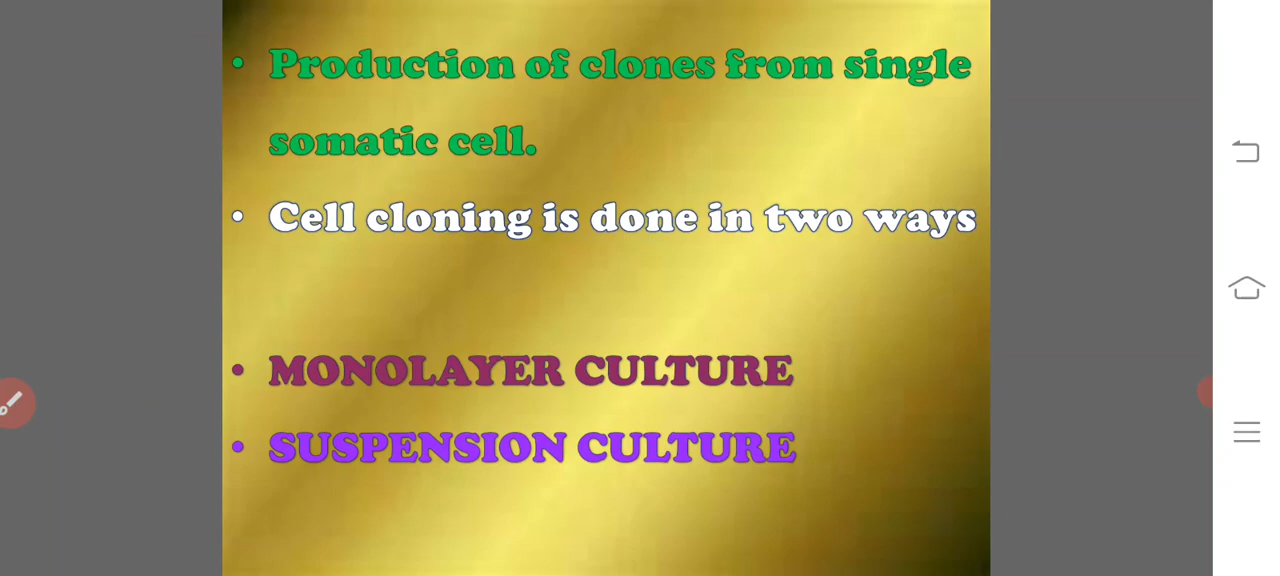 • Production of clones from single
somatic cell.
• Cell cloning is done in two ways
• MONOLAYER CULTURE
• SUSPENSION CULTURE